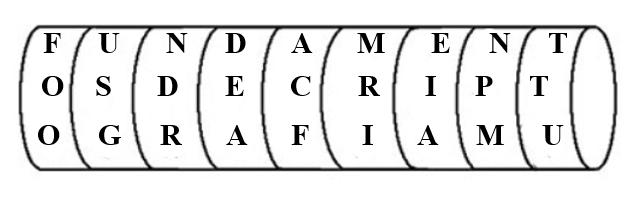 F U N D A M E N T
O S D E C R I P T
O G R A F I A M U